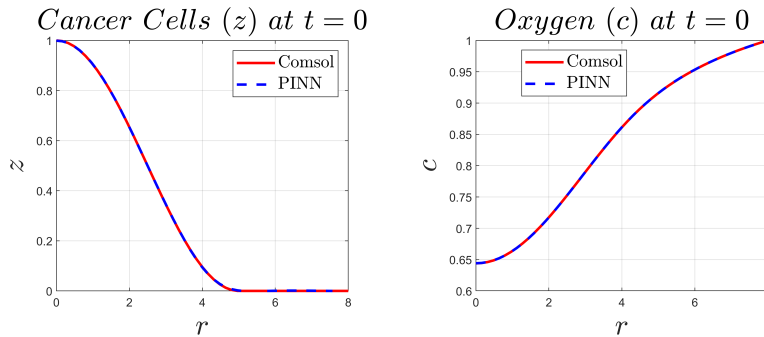 Cancer Cells (z) at t = 0
1
0.8
0.6
0.4
0.2
0
z
Comsol
PINN
0 2 4 6 8
r
Oxygen (c) at t = 0
1
0.95
0.9
0.85
0.8
0.75
0.7
0.65
0.6
c
Comsol
PINN
0 2 4 6
r